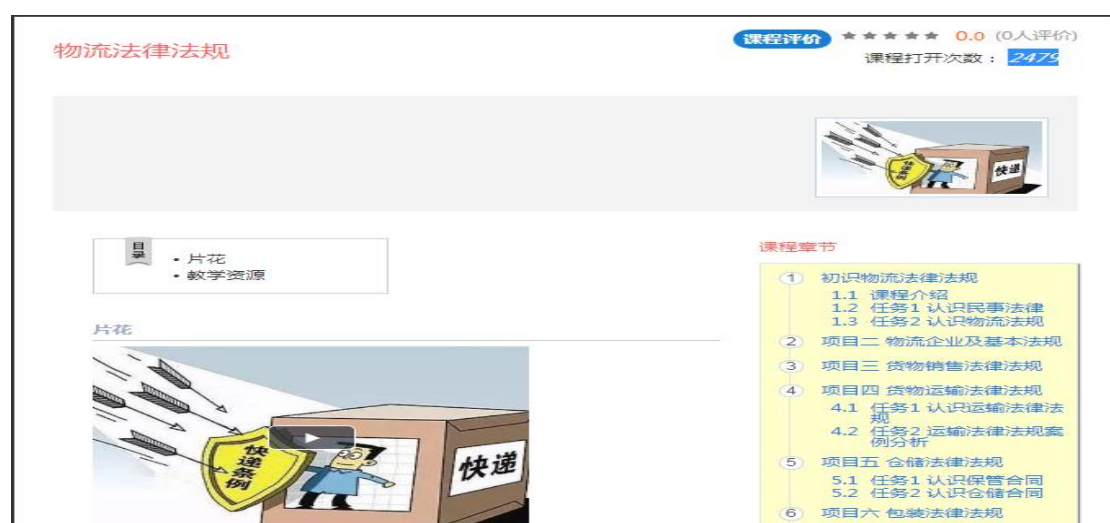 物流法律法规
课程评价 ★★★★★ 0.0 (0人评价)
课程打开次数： 2479
快递条例
快递
目录
• 片花
• 教学资源
片花
快递条例
快递
课程章节
1 初识物流法律法规
1.1 课程介绍
1.2 任务1 认识民事法律
1.3 任务2 认识物流法规
2 项目二 物流企业及基本法规
3 项目三 货物销售法律法规
4 项目四 货物运输法律法规
4.1 任务1 认识运输法律法
规
4.2 任务2 运输法律法规案
例分析
5 项目五 仓储法律法规
5.1 任务1 认识保管合同
5.2 任务2 认识仓储合同
6 项目六 包装法律法规